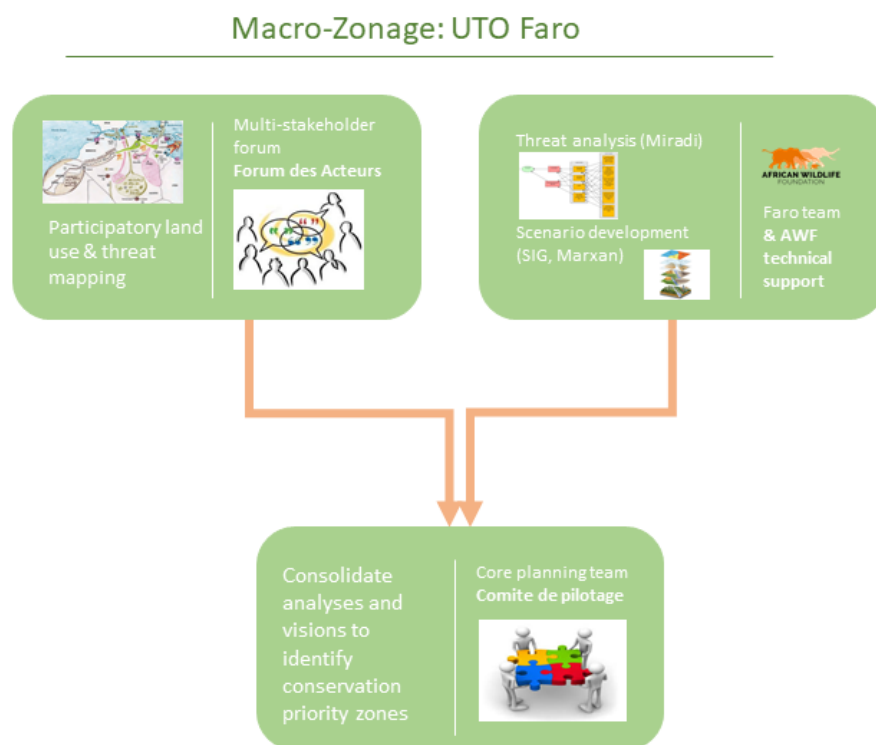 Macro-Zonage: UTO Faro
Participatory land
use & threat
mapping
Multi-stakeholder
forum
Forum des Acteurs
Threat analysis (Miradi)
Scenario development
(SIG, Marxan)
AFRICAN WILDLIFE
FOUNDATION
Faro team
& AWF
technical
support
Consolidate
analyses and
visions to
identify
conservation
priority zones
Core planning team
Comite de pilotage